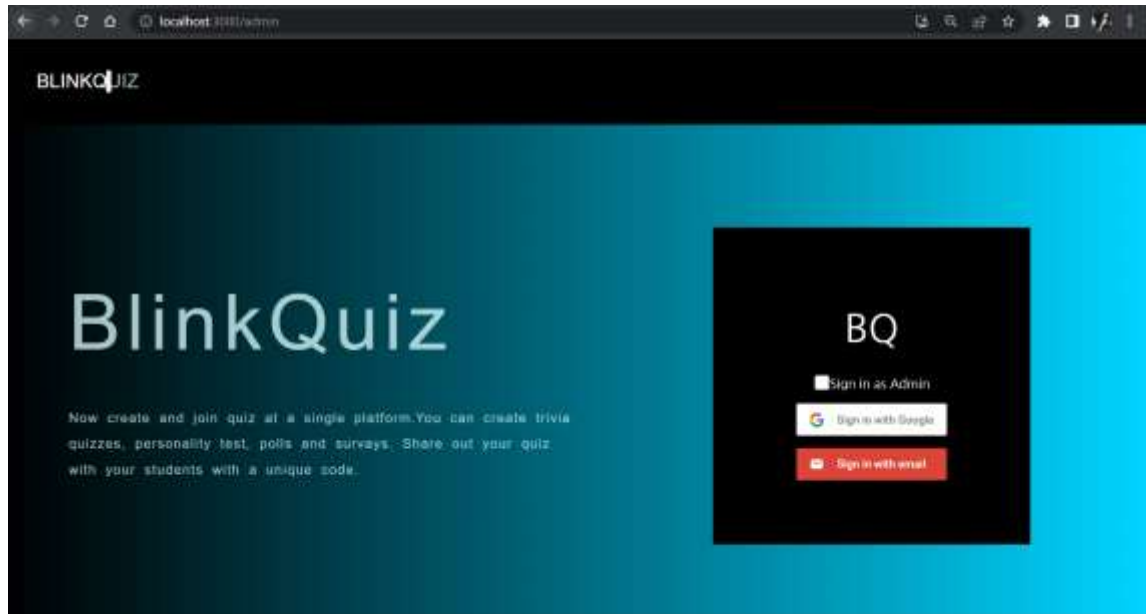 localhost:3000/admin
BLINKQUIZ
BlinkQuiz
Now create and join quiz at a single platform.You can create trivia
quizzes, personality test, polls and surveys. Share out your quiz
with your students with a unique code.
BQ
Sign in as Admin
Sign in with Google
Sign in with email